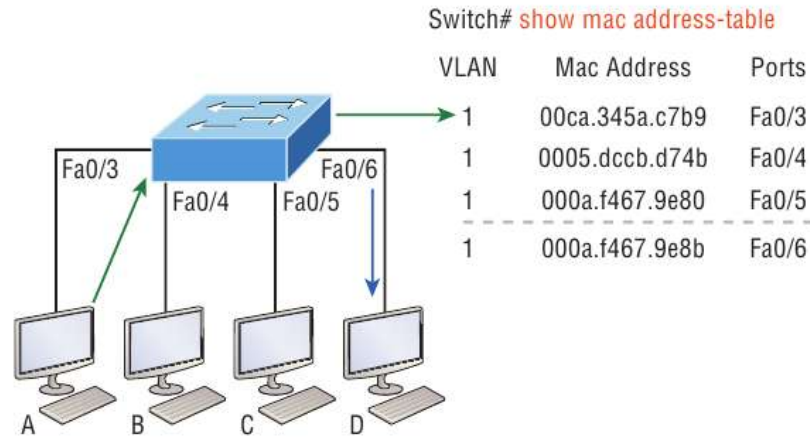 Switch# show mac address-table
VLAN Mac Address Ports
1 00ca.345a.c7b9 Fa0/3
1 0005.dccb.d74b Fa0/4
1 000a.f467.9e80 Fa0/5
1 000a.f467.9e8b Fa0/6
Fa0/3 Fa0/6
Fa0/4 Fa0/5
A B C D